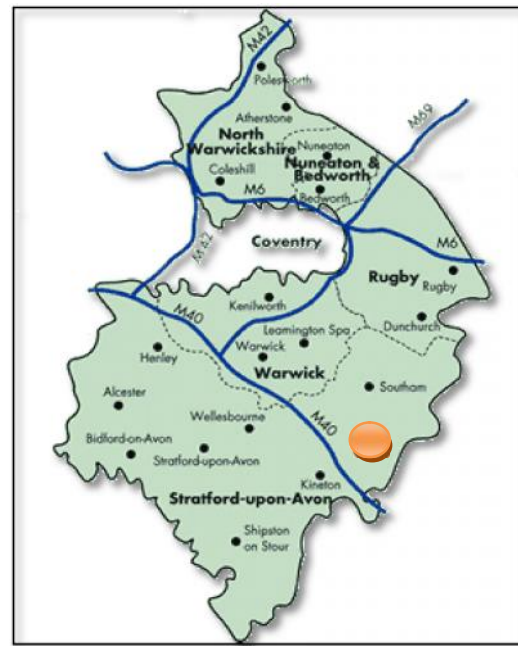 M42
Polesworth
Atherstone
M69
North
Warwickshire
Nuneaton
Nuneaton &
Bedworth
Coleshill
Bedworth
M6
M42
Coventry
M6
Rugby
Rugby
Kenilworth
M40
Dunchurch
Leamington Spa
Warwick
Henley
Warwick
Southam
Alcester
Wellesbourne
M40
Bidford-on-Avon
Stratford-upon-Avon
Kineton
Stratford-upon-Avon
Shipston
on Stour